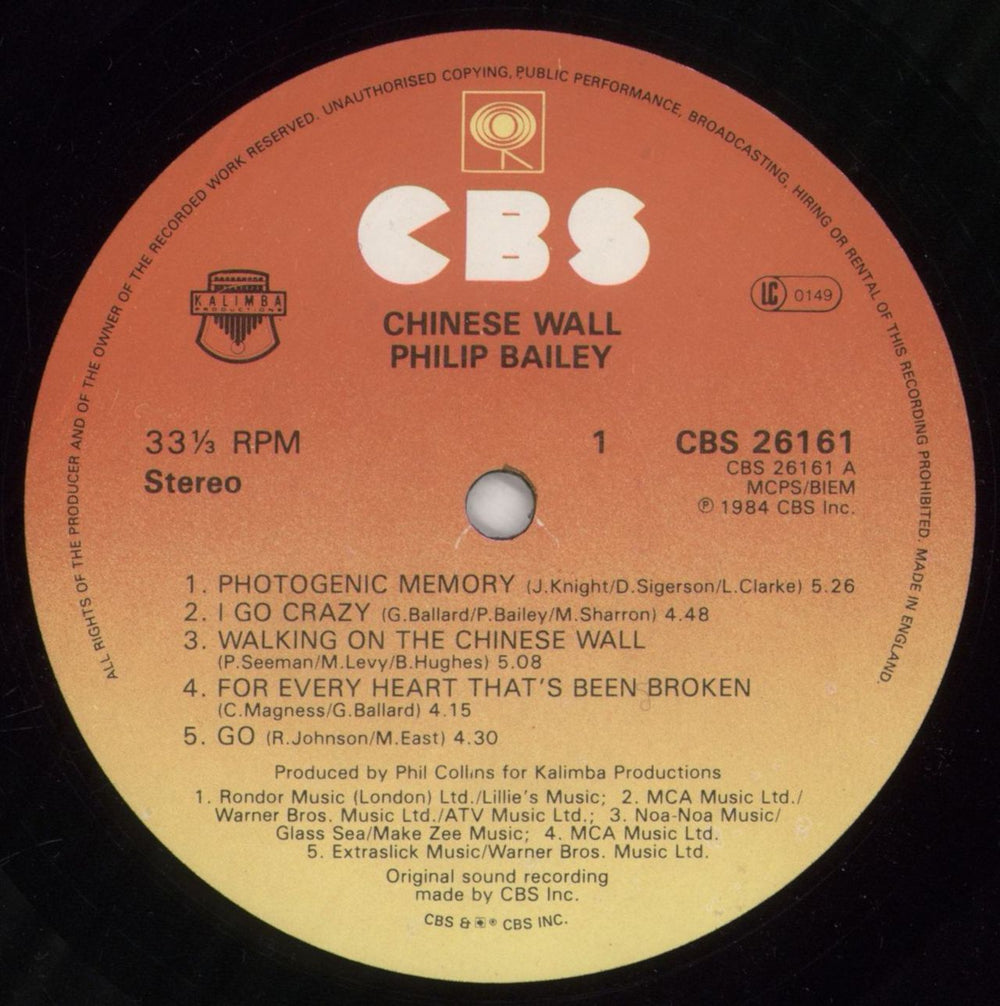 ALL RIGHTS OF THE PRODUCER AND OF THE OWNER OF THE RECORDED WORK RESERVED. UNAUTHORISED COPYING, PUBLIC PERFORMANCE, BROADCASTING, HIRING OR RENTAL OF THIS RECORDING PROHIBITED. MADE IN ENGLAND.
CBS
KALIMBA
PRODUCTIONS
LC 0149
CHINESE WALL
PHILIP BAILEY
33⅓ RPM
Stereo
1
CBS 26161
CBS 26161 A
MCPS/BIEM
℗ 1984 CBS Inc.
1. PHOTOGENIC MEMORY (J.Knight/D.Sigerson/L.Clarke) 5.26
2. I GO CRAZY (G.Ballard/P.Bailey/M.Sharron) 4.48
3. WALKING ON THE CHINESE WALL
(P.Seeman/M.Levy/B.Hughes) 5.08
4. FOR EVERY HEART THAT'S BEEN BROKEN
(C.Magness/G.Ballard) 4.15
5. GO (R.Johnson/M.East) 4.30
Produced by Phil Collins for Kalimba Productions
1. Rondor Music (London) Ltd./Lillie's Music; 2. MCA Music Ltd./
Warner Bros. Music Ltd./ATV Music Ltd.; 3. Noa-Noa Music/
Glass Sea/Make Zee Music; 4. MCA Music Ltd.
5. Extraslick Music/Warner Bros. Music Ltd.
Original sound recording
made by CBS Inc.
CBS & ® CBS INC.